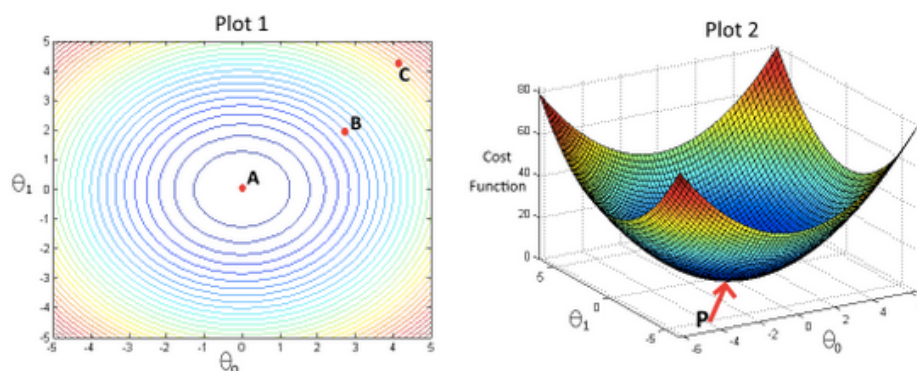 Plot 1
5
4
3
2
1
0
-1
-2
-3
-4
-5
θ₁
A
B
C
-5 -4 -3 -2 -1 0 1 2 3 4 5
θ₀
Plot 2
80
60
40
20
0
Cost
Function
5
0
-5
θ₁
-6 -4 -2 0 2 4
θ₀
P